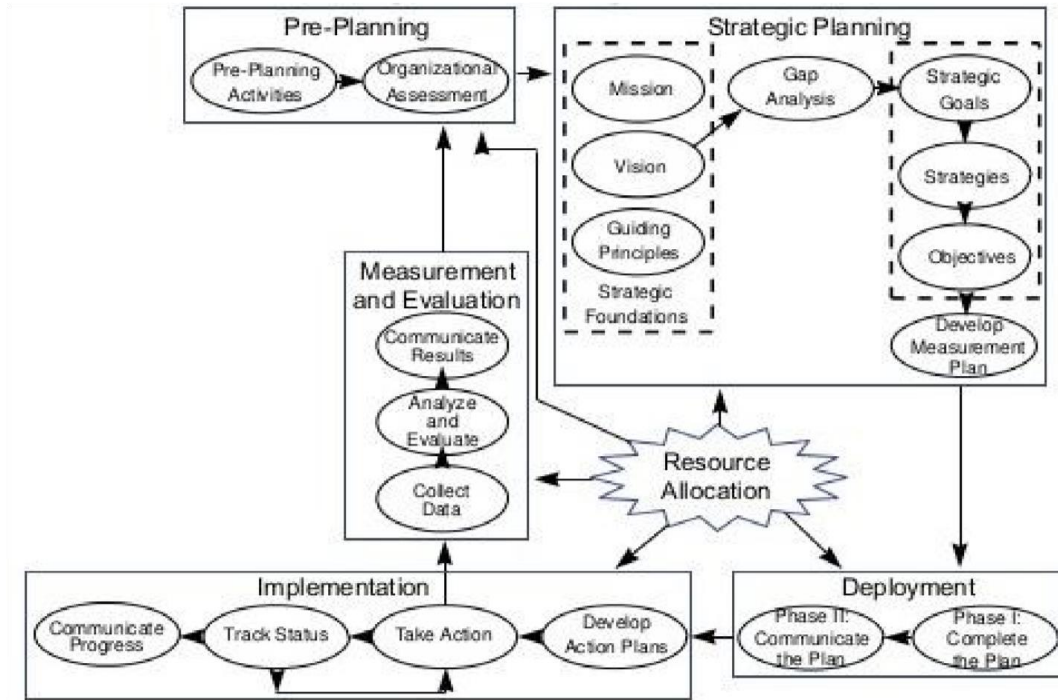 Pre-Planning
Pre-Planning
Activities
Organizational
Assessment
Strategic Planning
Mission
Vision
Guiding
Principles
Strategic
Foundations
Gap
Analysis
Strategic
Goals
Strategies
Objectives
Develop
Measurement
Plan
Measurement
and Evaluation
Communicate
Results
Analyze
and
Evaluate
Collect
Data
Resource
Allocation
Implementation
Communicate
Progress
Track Status
Take Action
Develop
Action Plans
Deployment
Phase II:
Communicate
the Plan
Phase I:
Complete
the Plan